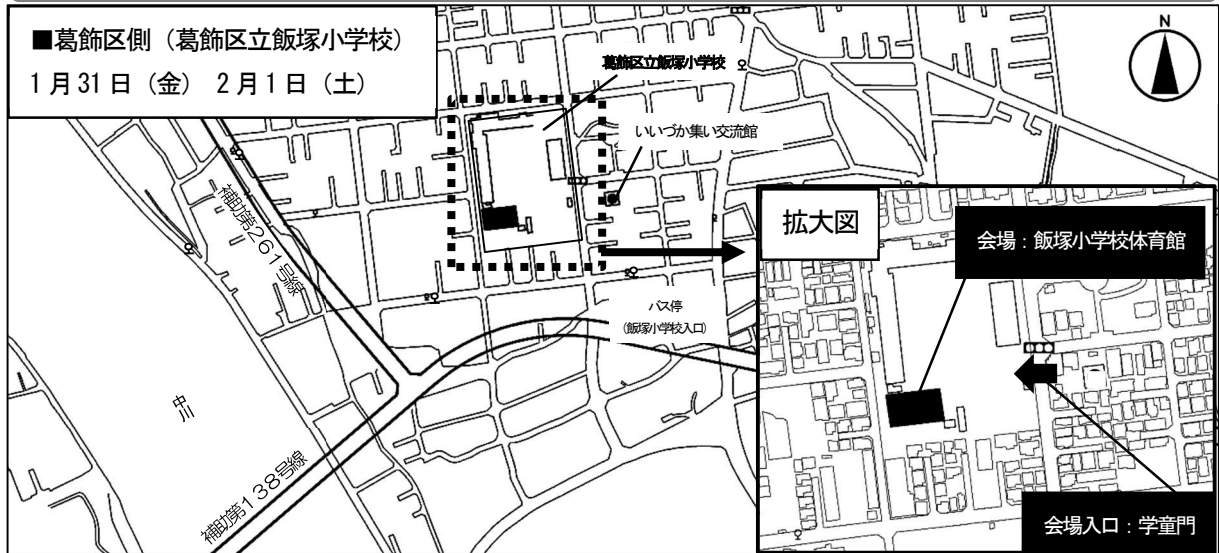 ■葛飾区側（葛飾区立飯塚小学校）
1月31日（金） 2月1日（土）
葛飾区立飯塚小学校
いいづか集い交流館
N
補助第261号線
拡大図
会場：飯塚小学校体育館
バス停
（飯塚小学校入口）
中川
補助第138号線
会場入口：学童門